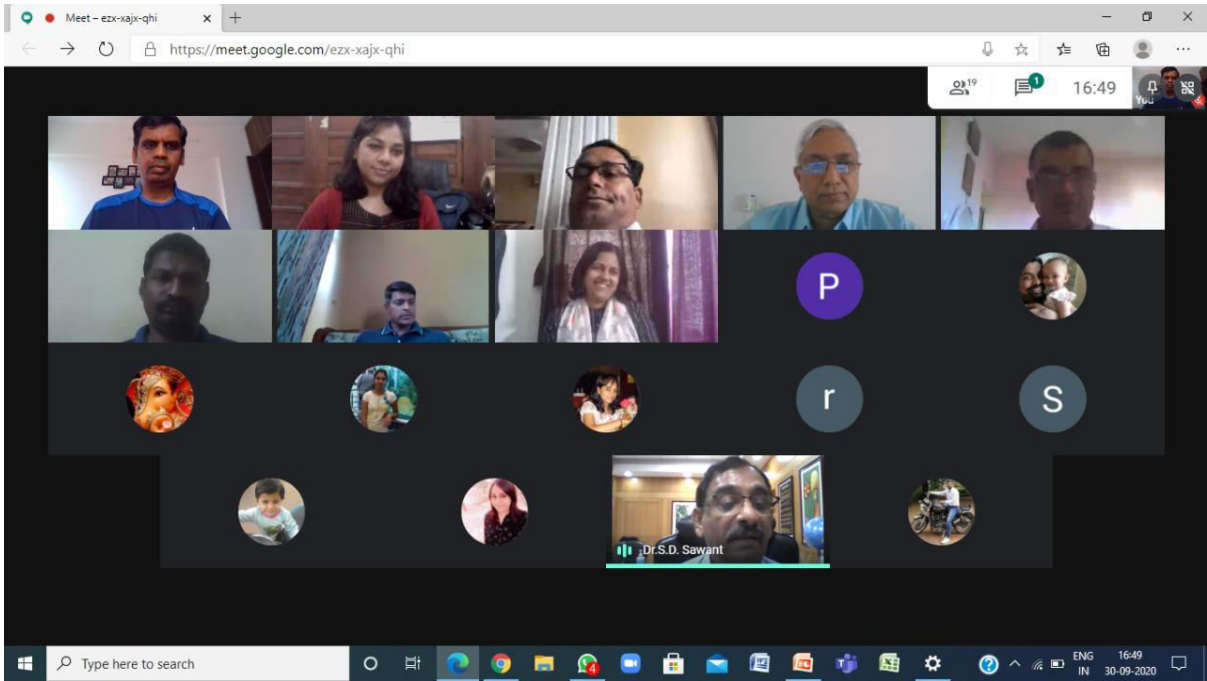 Meet – ezx-xajx-qhi
https://meet.google.com/ezx-xajx-qhi
19
1
16:49
You
P
r
S
Dr.S.D. Sawant
Type here to search
4
ENG
IN
16:49
30-09-2020